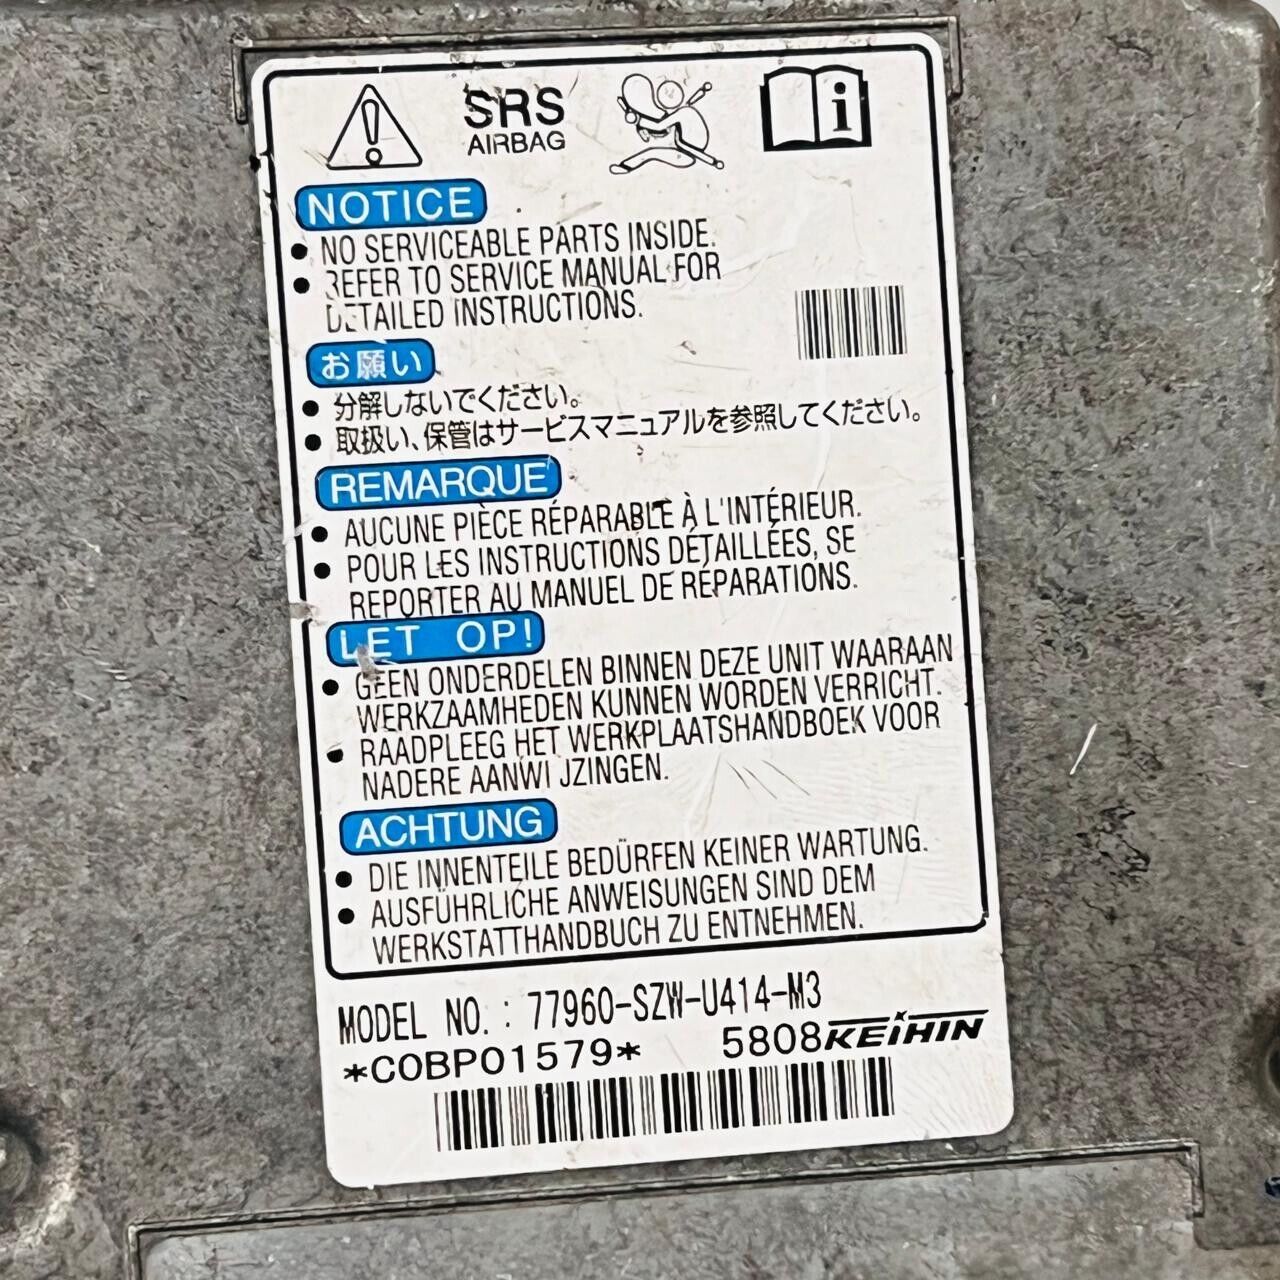 SRS
AIRBAG
NOTICE
● NO SERVICEABLE PARTS INSIDE.
● REFER TO SERVICE MANUAL FOR
DETAILED INSTRUCTIONS.
お願い
● 分解しないでください。
● 取扱い、保管はサービスマニュアルを参照してください。
REMARQUE
● AUCUNE PIÈCE RÉPARABLE À L'INTÉRIEUR.
● POUR LES INSTRUCTIONS DÉTAILLÉES, SE
REPORTER AU MANUEL DE RÉPARATIONS.
LET OP!
● GEEN ONDERDELEN BINNEN DEZE UNIT WAARAAN
WERKZAAMHEDEN KUNNEN WORDEN VERRICHT.
● RAADPLEEG HET WERKPLAATSHANDBOEK VOOR
NADERE AANWI JZINGEN.
ACHTUNG
● DIE INNENTEILE BEDÜRFEN KEINER WARTUNG.
● AUSFÜHRLICHE ANWEISUNGEN SIND DEM
WERKSTATTHANDBUCH ZU ENTNEHMEN.
MODEL NO. : 77960-SZW-U414-M3
*C0BP01579* 5808 KEIHIN